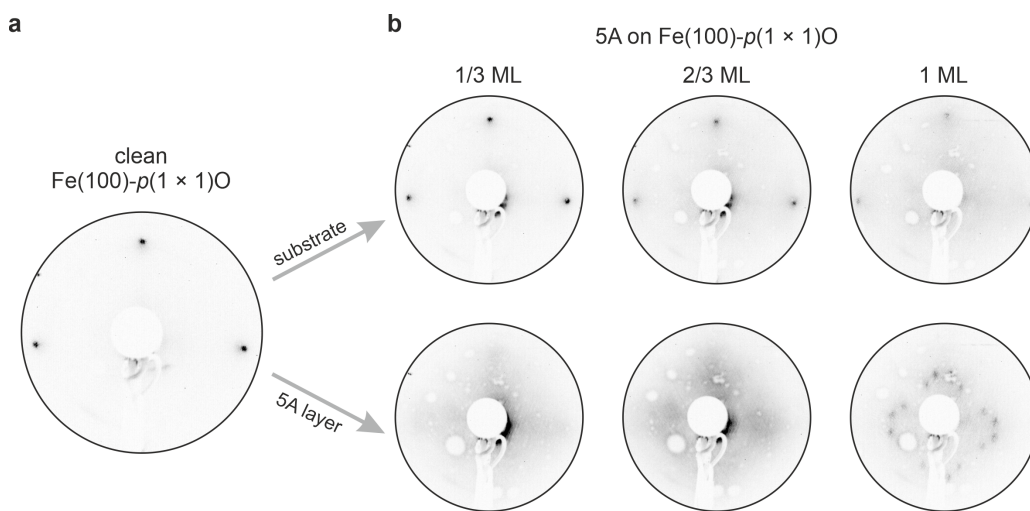 a
b
5A on Fe(100)-p(1 × 1)O
1/3 ML
2/3 ML
1 ML
clean
Fe(100)-p(1 × 1)O
substrate
5A layer